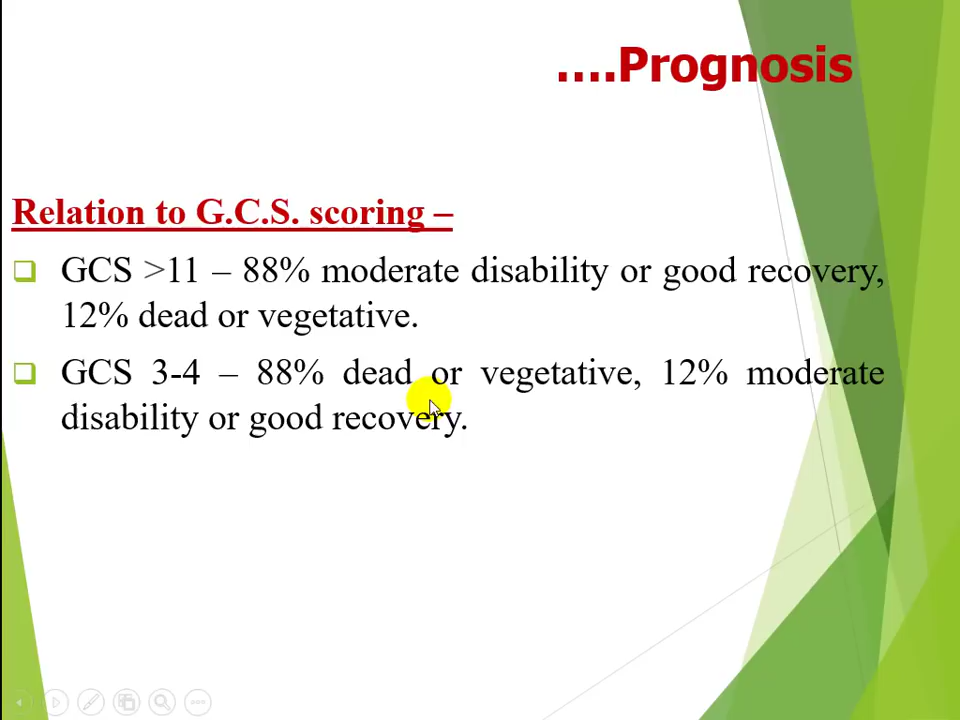 ....Prognosis
Relation to G.C.S. scoring –
GCS >11 – 88% moderate disability or good recovery,
12% dead or vegetative.
GCS 3-4 – 88% dead or vegetative, 12% moderate
disability or good recovery.